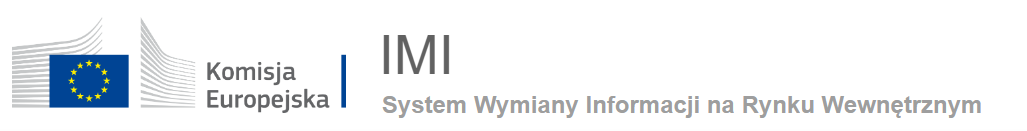 Komisja
Europejska
IMI
System Wymiany Informacji na Rynku Wewnętrznym